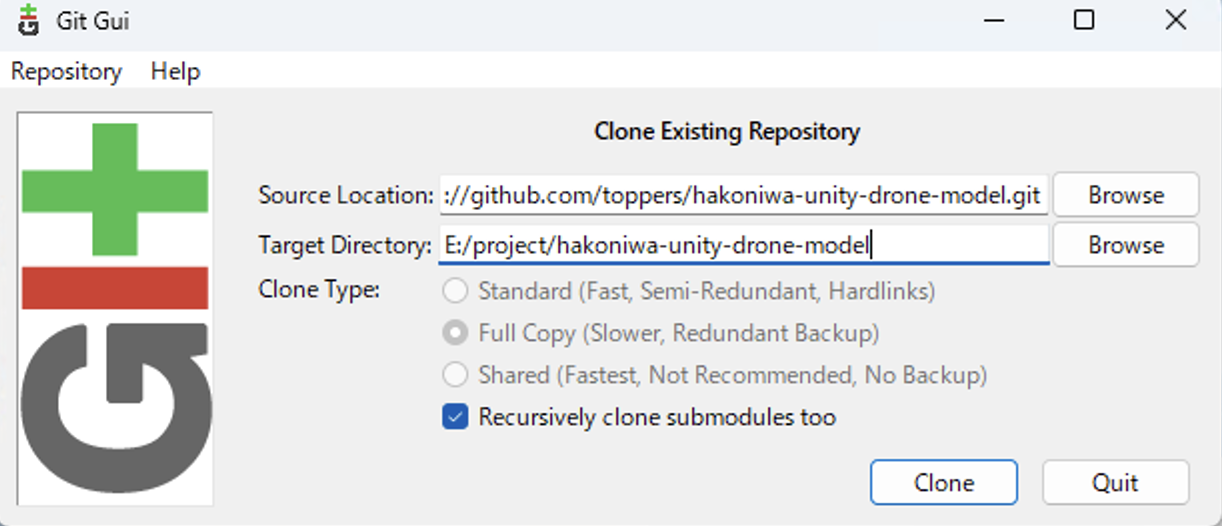 Git Gui
Repository Help
Clone Existing Repository
Source Location: ://github.com/toppers/hakoniwa-unity-drone-model.git Browse
Target Directory: E:/project/hakoniwa-unity-drone-model Browse
Clone Type: Standard (Fast, Semi-Redundant, Hardlinks)
Full Copy (Slower, Redundant Backup)
Shared (Fastest, Not Recommended, No Backup)
Recursively clone submodules too
Clone Quit